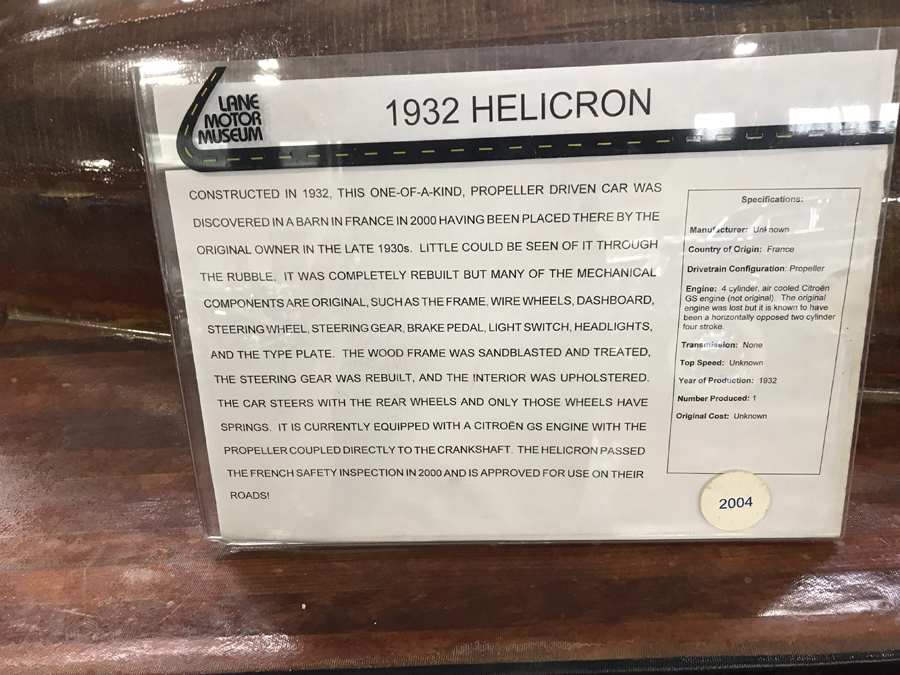 LANE
MOTOR
MUSEUM
1932 HELICRON
CONSTRUCTED IN 1932, THIS ONE-OF-A-KIND, PROPELLER DRIVEN CAR WAS
DISCOVERED IN A BARN IN FRANCE IN 2000 HAVING BEEN PLACED THERE BY THE
ORIGINAL OWNER IN THE LATE 1930s. LITTLE COULD BE SEEN OF IT THROUGH
THE RUBBLE. IT WAS COMPLETELY REBUILT BUT MANY OF THE MECHANICAL
COMPONENTS ARE ORIGINAL, SUCH AS THE FRAME, WIRE WHEELS, DASHBOARD,
STEERING WHEEL, STEERING GEAR, BRAKE PEDAL, LIGHT SWITCH, HEADLIGHTS,
AND THE TYPE PLATE. THE WOOD FRAME WAS SANDBLASTED AND TREATED,
THE STEERING GEAR WAS REBUILT, AND THE INTERIOR WAS UPHOLSTERED.
THE CAR STEERS WITH THE REAR WHEELS AND ONLY THOSE WHEELS HAVE
SPRINGS. IT IS CURRENTLY EQUIPPED WITH A CITROËN GS ENGINE WITH THE
PROPELLER COUPLED DIRECTLY TO THE CRANKSHAFT. THE HELICRON PASSED
THE FRENCH SAFETY INSPECTION IN 2000 AND IS APPROVED FOR USE ON THEIR
ROADS!
Specifications:
Manufacturer: Unknown
Country of Origin: France
Drivetrain Configuration: Propeller
Engine: 4 cylinder, air cooled Citroën
GS engine (not original). The original
engine was lost but it is known to have
been a horizontally opposed two cylinder
four stroke.
Transmission: None
Top Speed: Unknown
Year of Production: 1932
Number Produced: 1
Original Cost: Unknown
2004